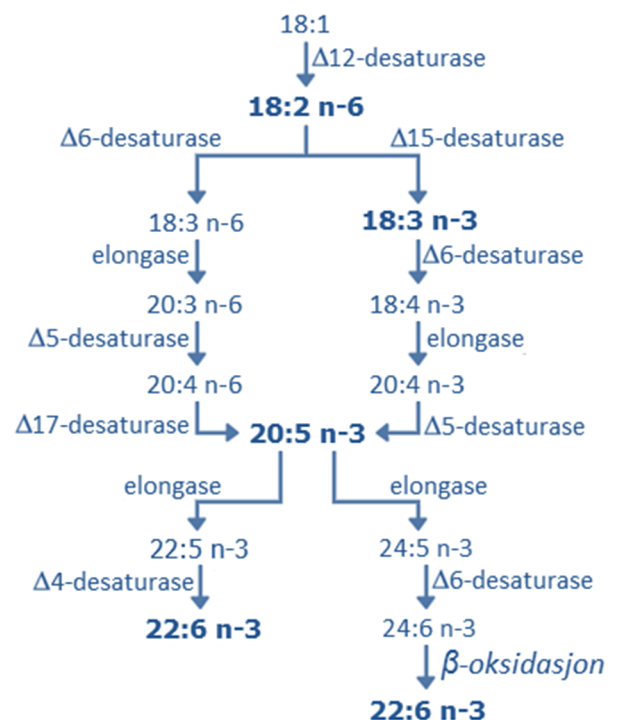 18:1
Δ12-desaturase
18:2 n-6
Δ6-desaturase
Δ15-desaturase
18:3 n-6
18:3 n-3
elongase
Δ6-desaturase
20:3 n-6
18:4 n-3
Δ5-desaturase
elongase
20:4 n-6
20:4 n-3
Δ17-desaturase
20:5 n-3
Δ5-desaturase
elongase
elongase
22:5 n-3
24:5 n-3
Δ4-desaturase
Δ6-desaturase
22:6 n-3
24:6 n-3
β-oksidasjon
22:6 n-3